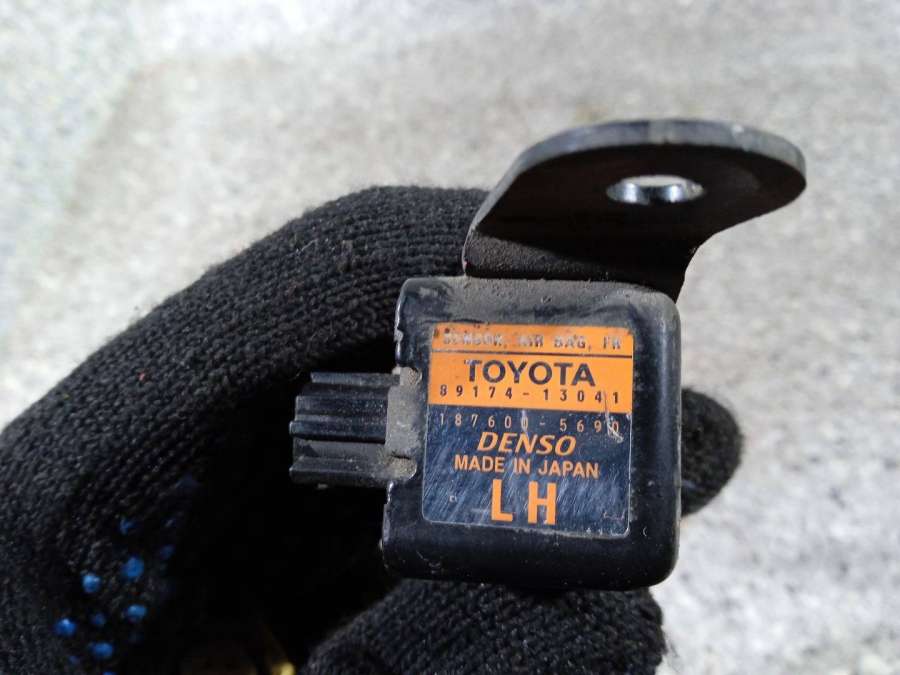 SENSOR, AIR BAG, FR
TOYOTA
89174-13041
187600-5690
DENSO
MADE IN JAPAN
LH